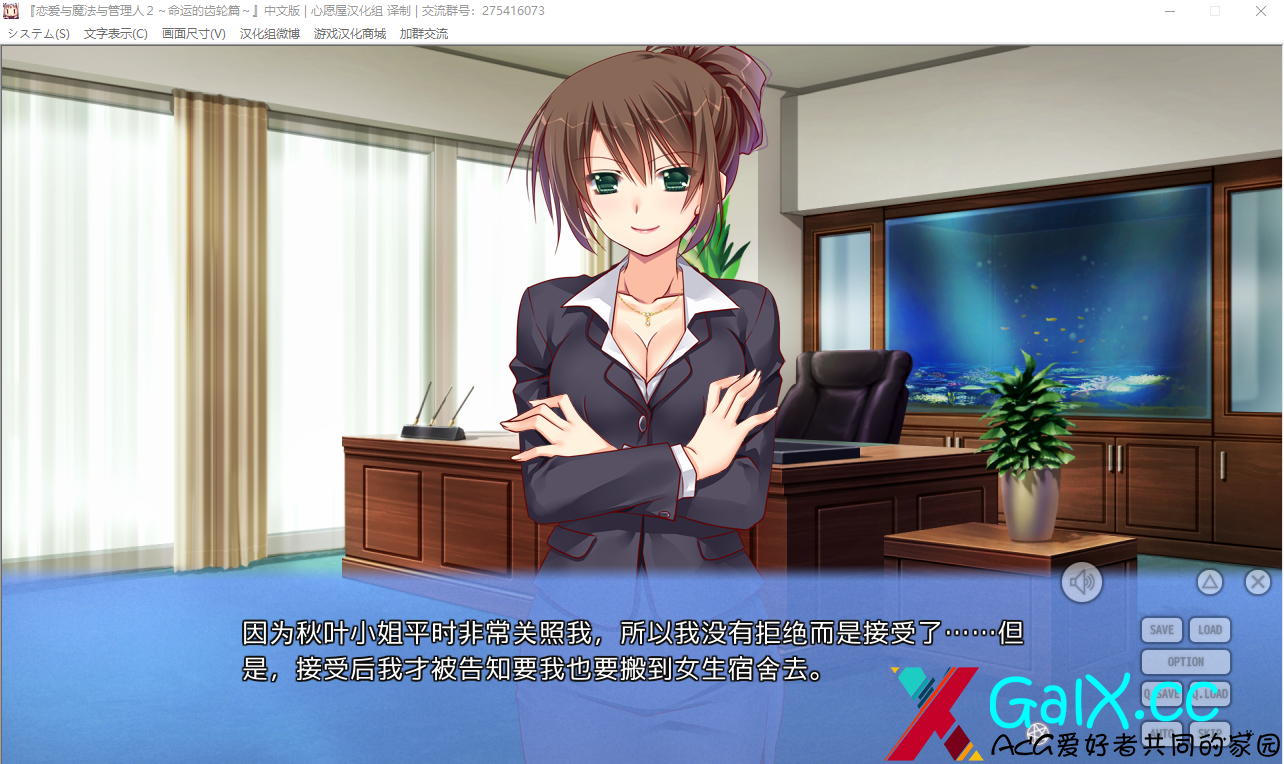 『恋爱与魔法与管理人２～命运的齿轮篇～』中文版 | 心愿屋汉化组 译制 | 交流群号：275416073
システム(S) 文字表示(C) 画面尺寸(V) 汉化组微博 游戏汉化商城 加群交流
因为秋叶小姐平时非常关照我，所以我没有拒绝而是接受了……但
是，接受后我才被告知要我也要搬到女生宿舍去。
SAVE LOAD
OPTION
Q.SAVE Q.LOAD
AUTO SKIP
GalX.cc
ACG爱好者共同的家园